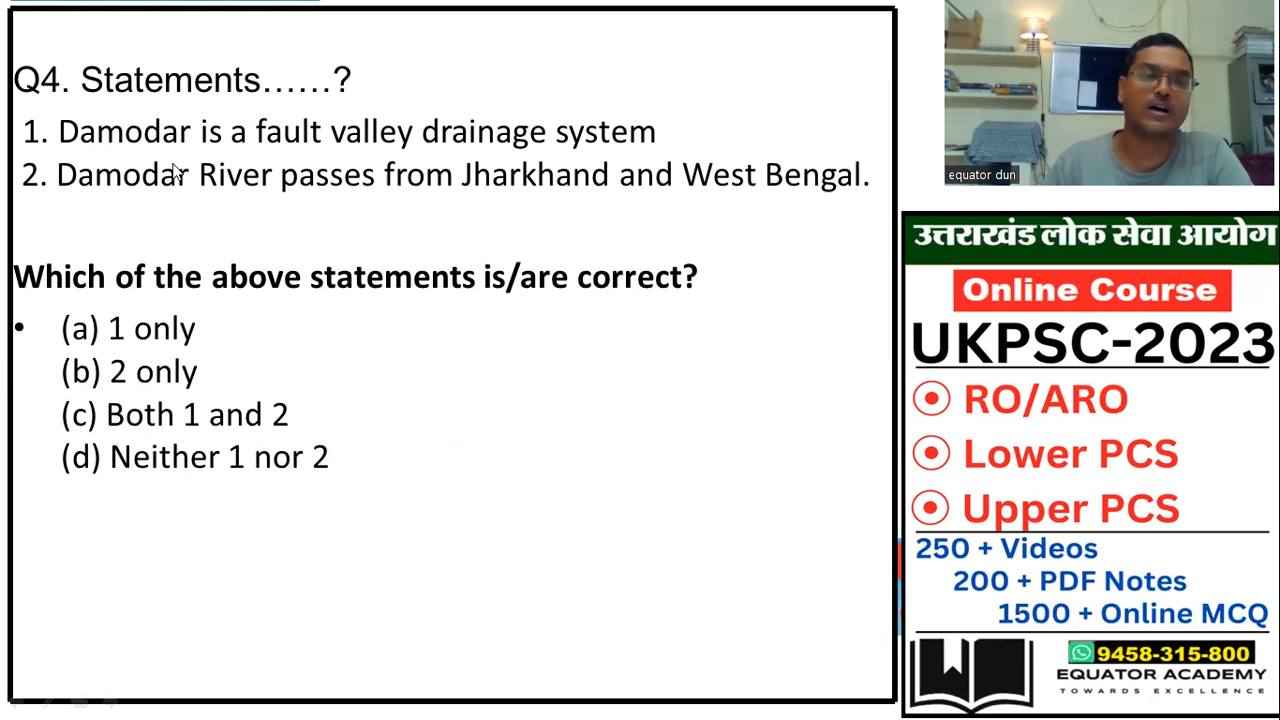 Q4. Statements……?
1. Damodar is a fault valley drainage system
2. Damodar River passes from Jharkhand and West Bengal.
Which of the above statements is/are correct?
• (a) 1 only
(b) 2 only
(c) Both 1 and 2
(d) Neither 1 nor 2
equator dun
उत्तराखंड लोक सेवा आयोग
Online Course
UKPSC-2023
RO/ARO
Lower PCS
Upper PCS
250 + Videos
200 + PDF Notes
1500 + Online MCQ
9458-315-800
EQUATOR ACADEMY
TOWARDS EXCELLENCE